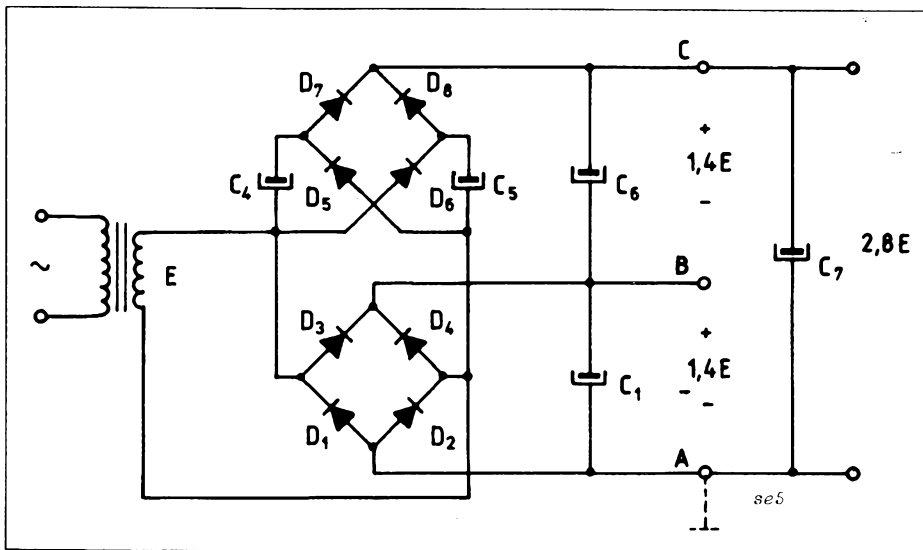 C
D₇ D₈
+
1,4E
-
C₄ D₅ D₆ C₅ C₆
~ E
2,8E
C₇
B
D₃ D₄
+
1,4E
- -
C₁
D₁ D₂
A
se5